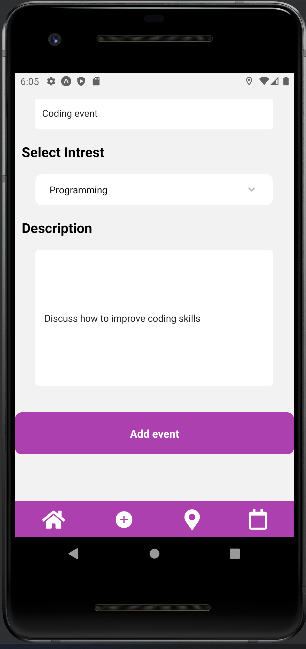 6:05
Coding event
Select Intrest
Programming
Description
Discuss how to improve coding skills
Add event